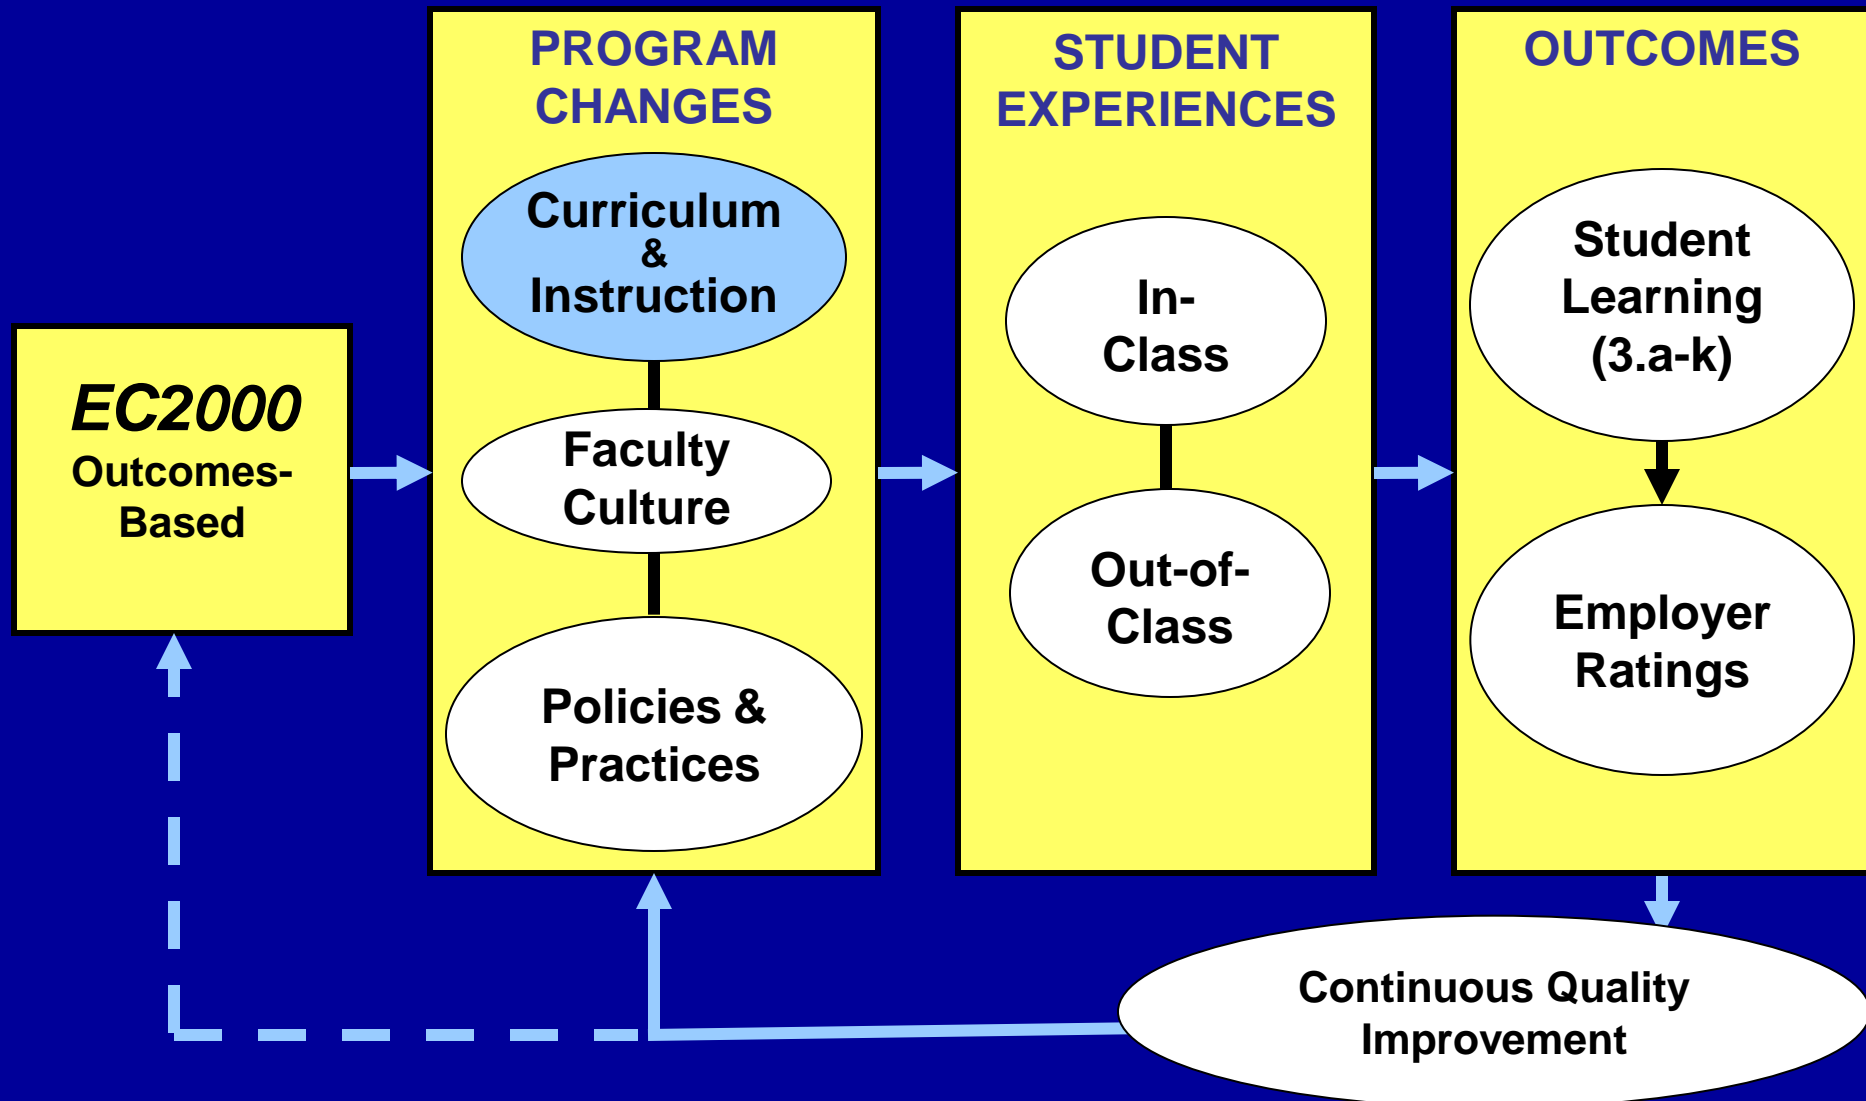 EC2000
Outcomes-
Based
PROGRAM
CHANGES
Curriculum
&
Instruction
Faculty
Culture
Policies &
Practices
STUDENT
EXPERIENCES
In-
Class
Out-of-
Class
OUTCOMES
Student
Learning
(3.a-k)
Employer
Ratings
Continuous Quality
Improvement